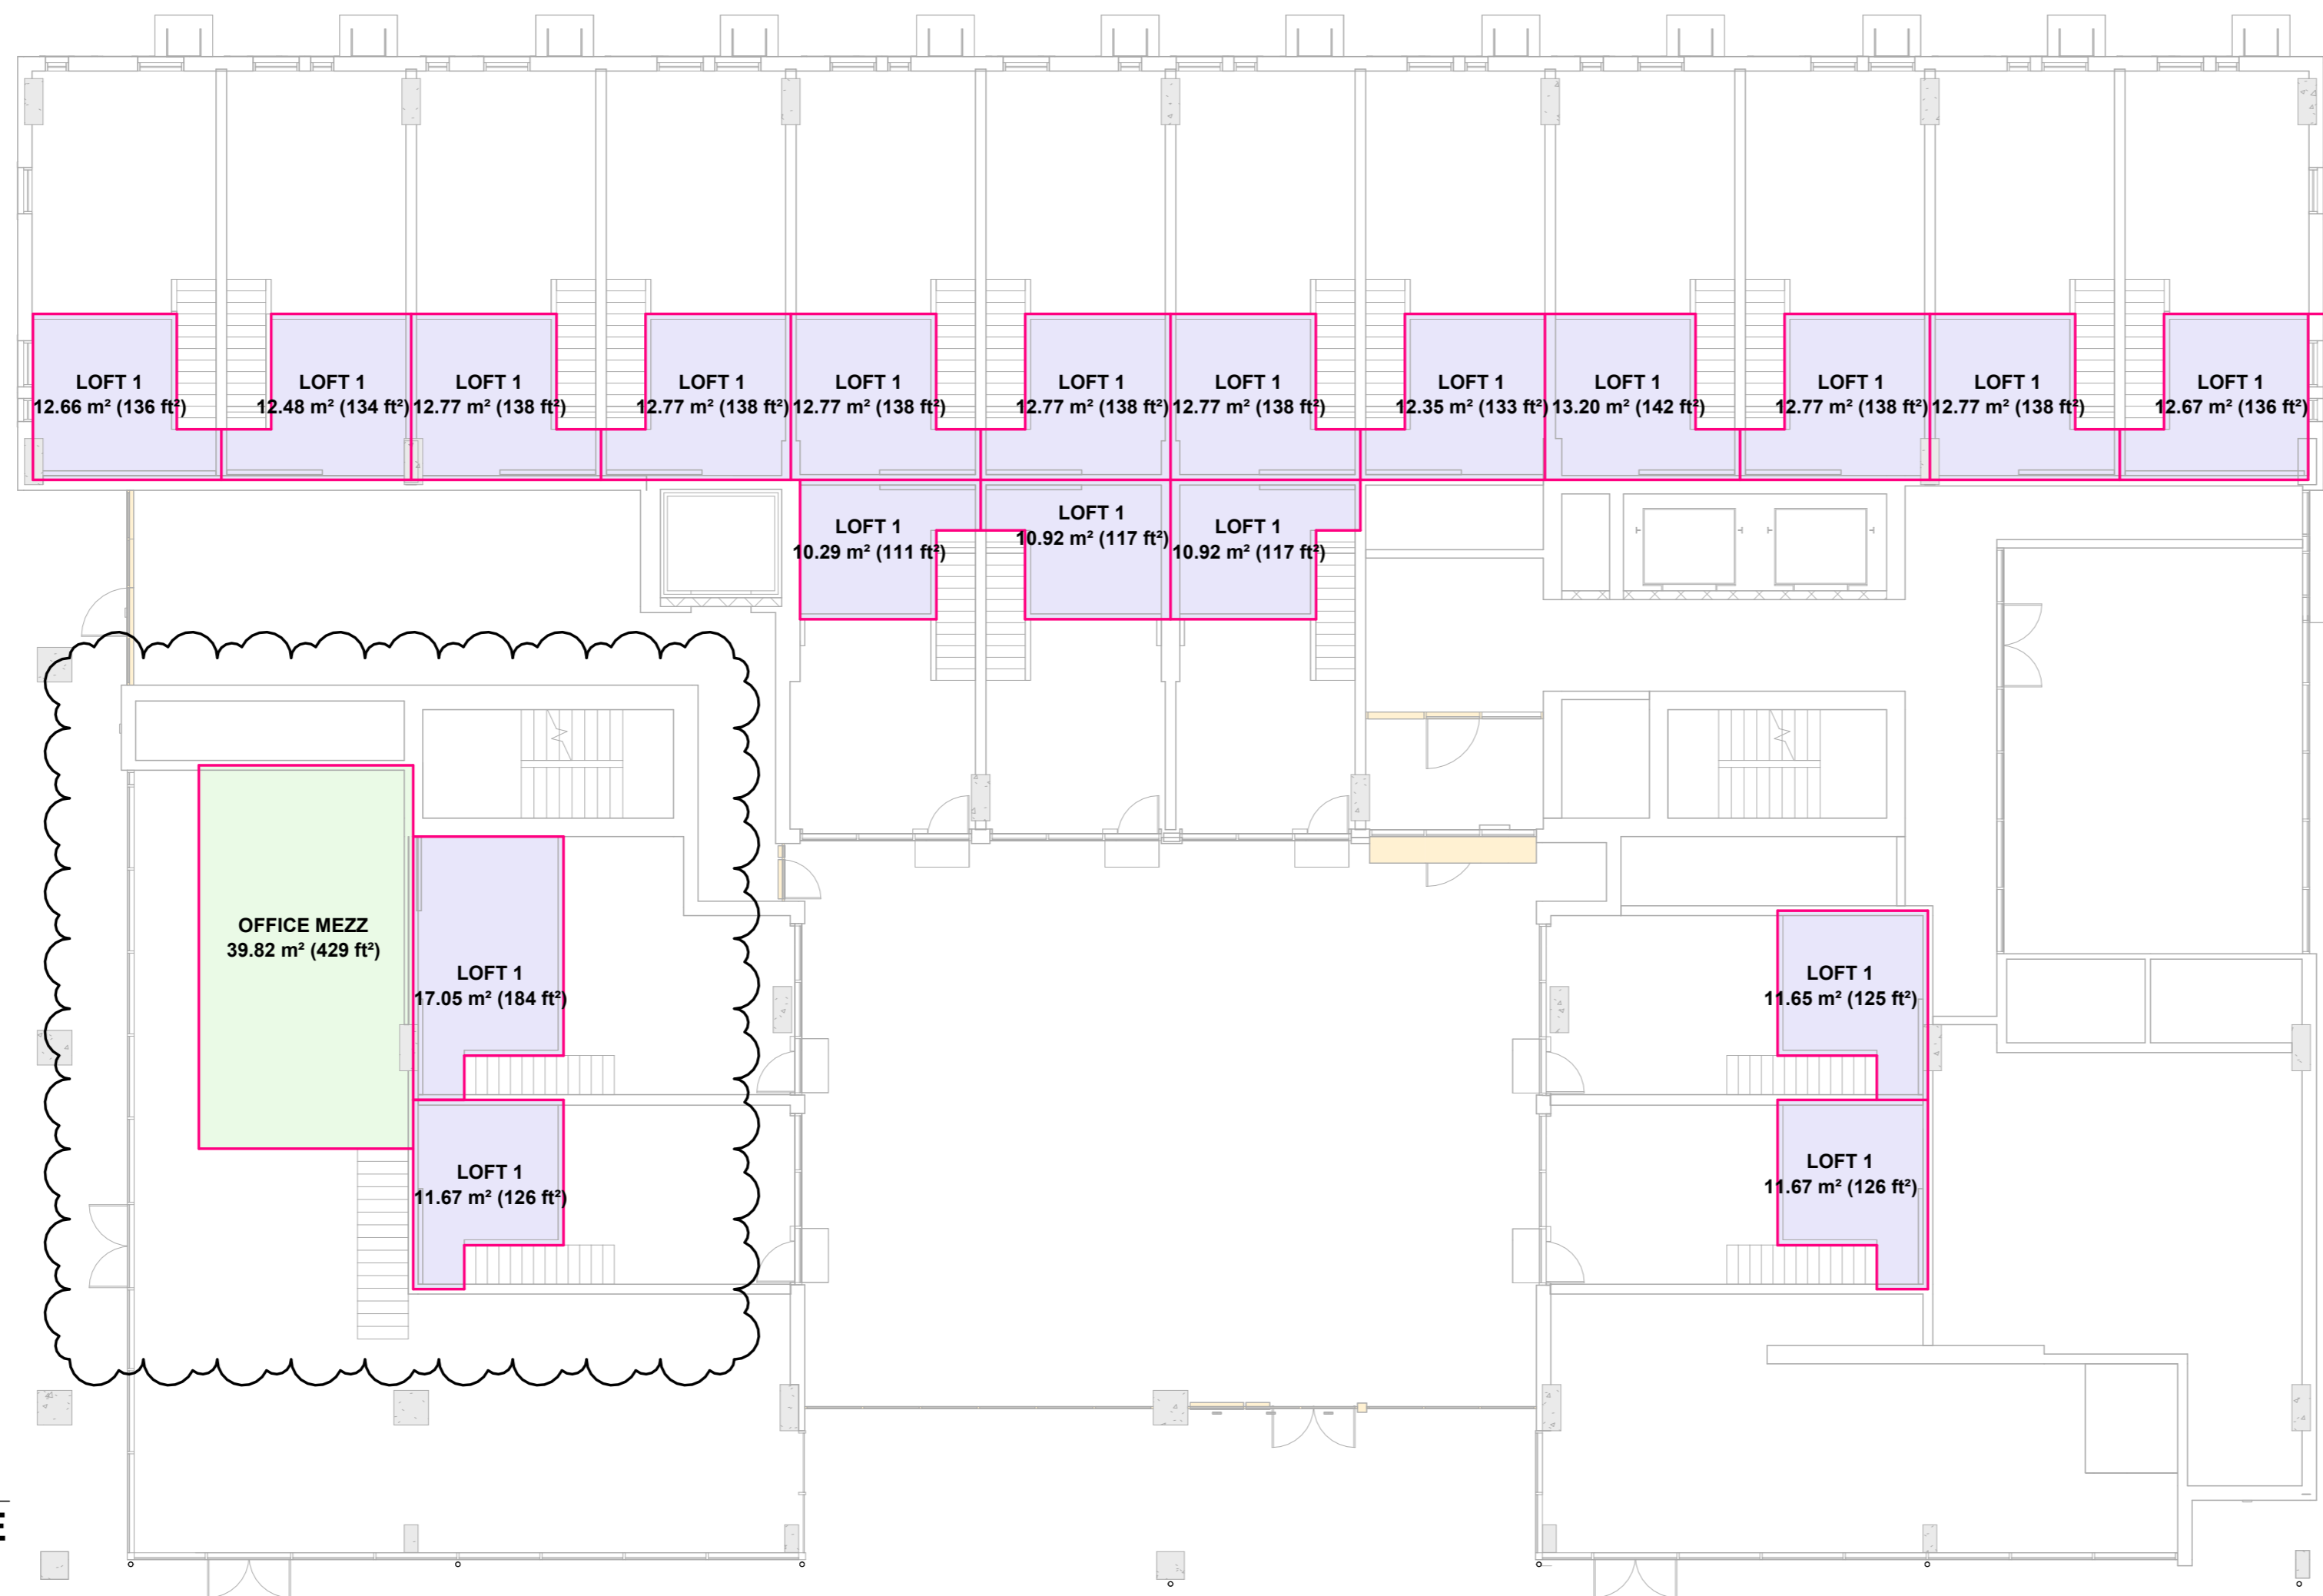 LOFT 1
12.66 m² (136 ft²)
LOFT 1
12.48 m² (134 ft²)
LOFT 1
12.77 m² (138 ft²)
LOFT 1
12.77 m² (138 ft²)
LOFT 1
12.77 m² (138 ft²)
LOFT 1
12.77 m² (138 ft²)
LOFT 1
12.77 m² (138 ft²)
LOFT 1
12.35 m² (133 ft²)
LOFT 1
13.20 m² (142 ft²)
LOFT 1
12.77 m² (138 ft²)
LOFT 1
12.77 m² (138 ft²)
LOFT 1
12.67 m² (136 ft²)
LOFT 1
10.29 m² (111 ft²)
LOFT 1
10.92 m² (117 ft²)
LOFT 1
10.92 m² (117 ft²)
OFFICE MEZZ
39.82 m² (429 ft²)
LOFT 1
17.05 m² (184 ft²)
LOFT 1
11.65 m² (125 ft²)
LOFT 1
11.67 m² (126 ft²)
LOFT 1
11.67 m² (126 ft²)